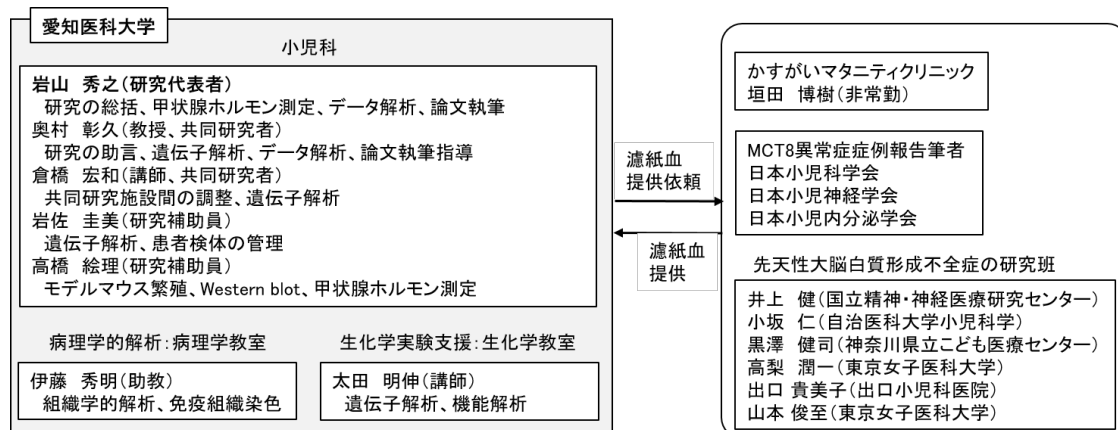 愛知医科大学
小児科
岩山 秀之(研究代表者)
研究の総括、甲状腺ホルモン測定、データ解析、論文執筆
奥村 彰久(教授、共同研究者)
研究の助言、遺伝子解析、データ解析、論文執筆指導
倉橋 宏和(講師、共同研究者)
共同研究施設間の調整、遺伝子解析
岩佐 圭美(研究補助員)
遺伝子解析、患者検体の管理
高橋 絵理(研究補助員)
モデルマウス繁殖、Western blot、甲状腺ホルモン測定
病理学的解析:病理学教室
伊藤 秀明(助教)
組織学的解析、免疫組織染色
生化学実験支援:生化学教室
太田 明伸(講師)
遺伝子解析、機能解析
濾紙血
提供依頼
濾紙血
提供
かすがいマタニティクリニック
垣田 博樹(非常勤)
MCT8異常症症例報告筆者
日本小児科学会
日本小児神経学会
日本小児内分泌学会
先天性大脳白質形成不全症の研究班
井上 健(国立精神・神経医療研究センター)
小坂 仁(自治医科大学小児科学)
黒澤 健司(神奈川県立こども医療センター)
高梨 潤一(東京女子医科大学)
出口 貴美子(出口小児科医院)
山本 俊至(東京女子医科大学)